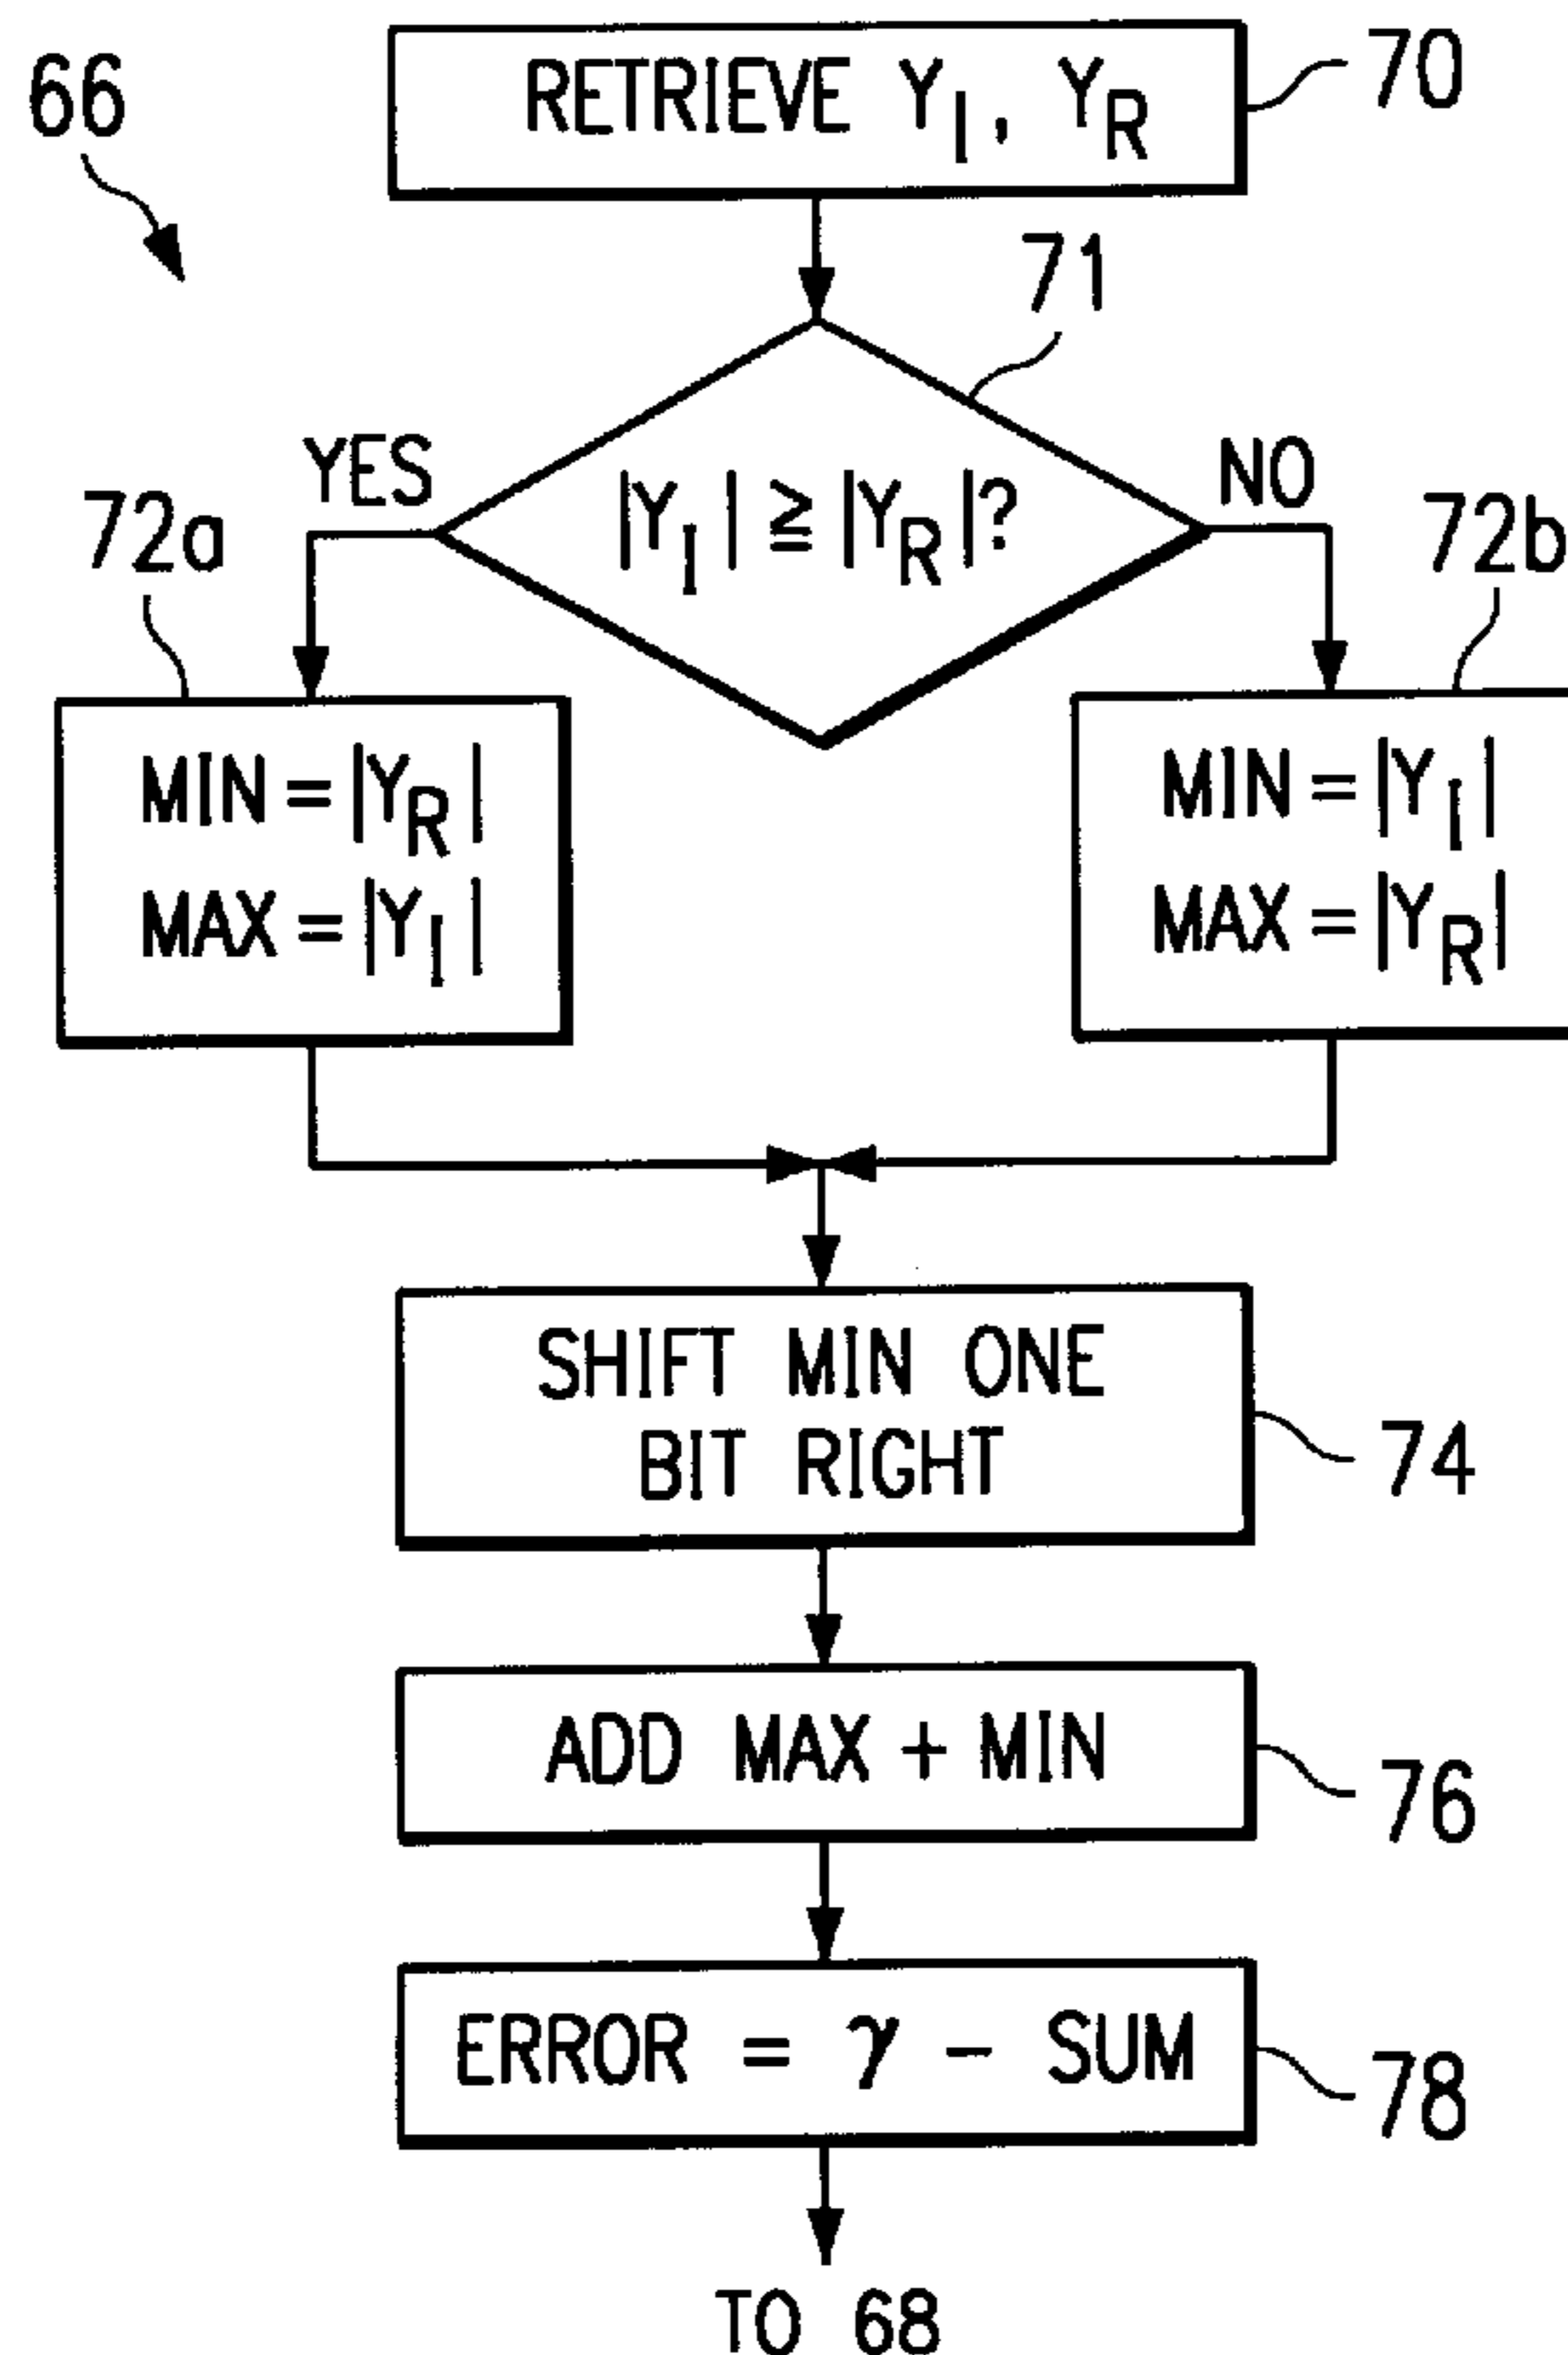 66
RETRIEVE Y_I, Y_R
70
71
YES
|Y_I| ≧ |Y_R|?
NO
72a
72b
MIN = |Y_R|
MAX = |Y_I|
MIN = |Y_I|
MAX = |Y_R|
SHIFT MIN ONE
BIT RIGHT
74
ADD MAX + MIN
76
ERROR = γ - SUM
78
TO 68